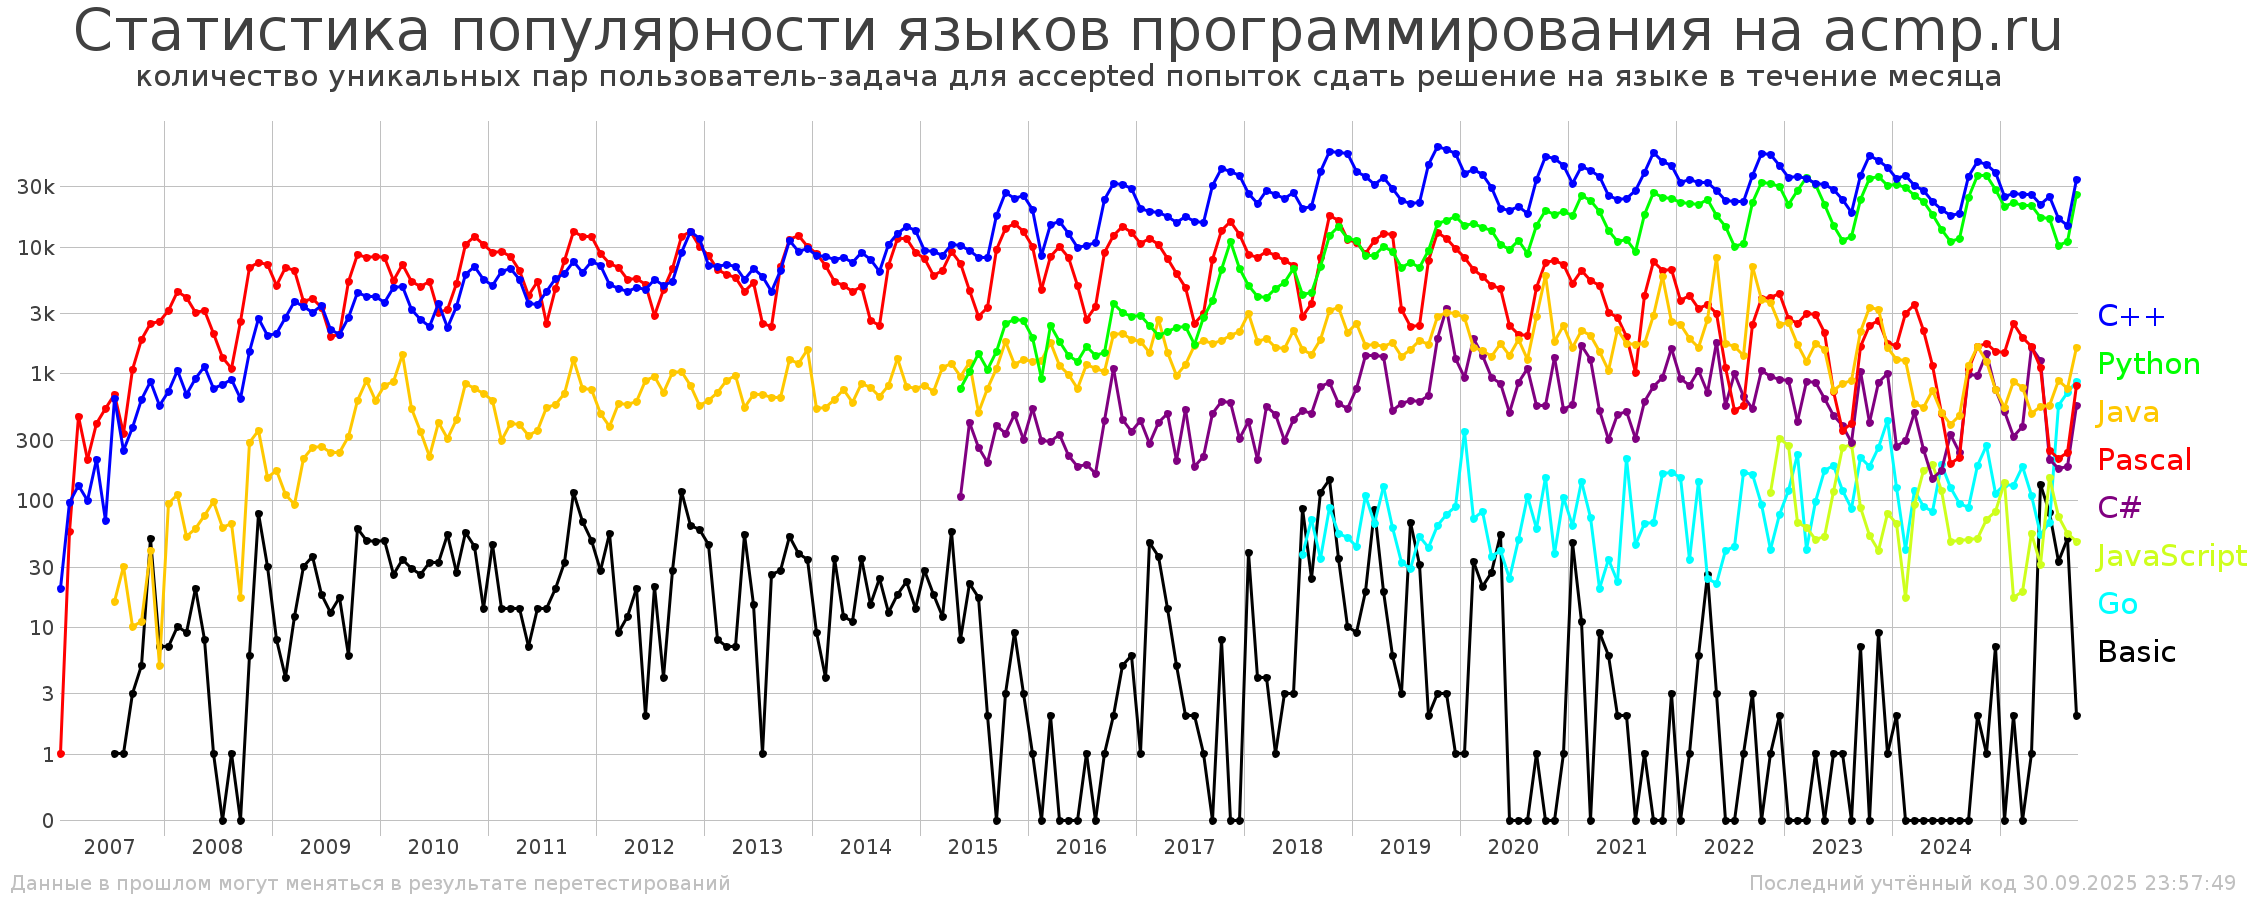 Статистика популярности языков программирования на acmp.ru
количество уникальных пар пользователь-задача для accepted попыток сдать решение на языке в течение месяца
30k
10k
3k
1k
300
100
30
10
3
1
0
C++
Python
Java
Pascal
C#
JavaScript
Go
Basic
2007 2008 2009 2010 2011 2012 2013 2014 2015 2016 2017 2018 2019 2020 2021 2022 2023 2024
Данные в прошлом могут меняться в результате перетестирований
Последний учтённый код 30.09.2025 23:57:49